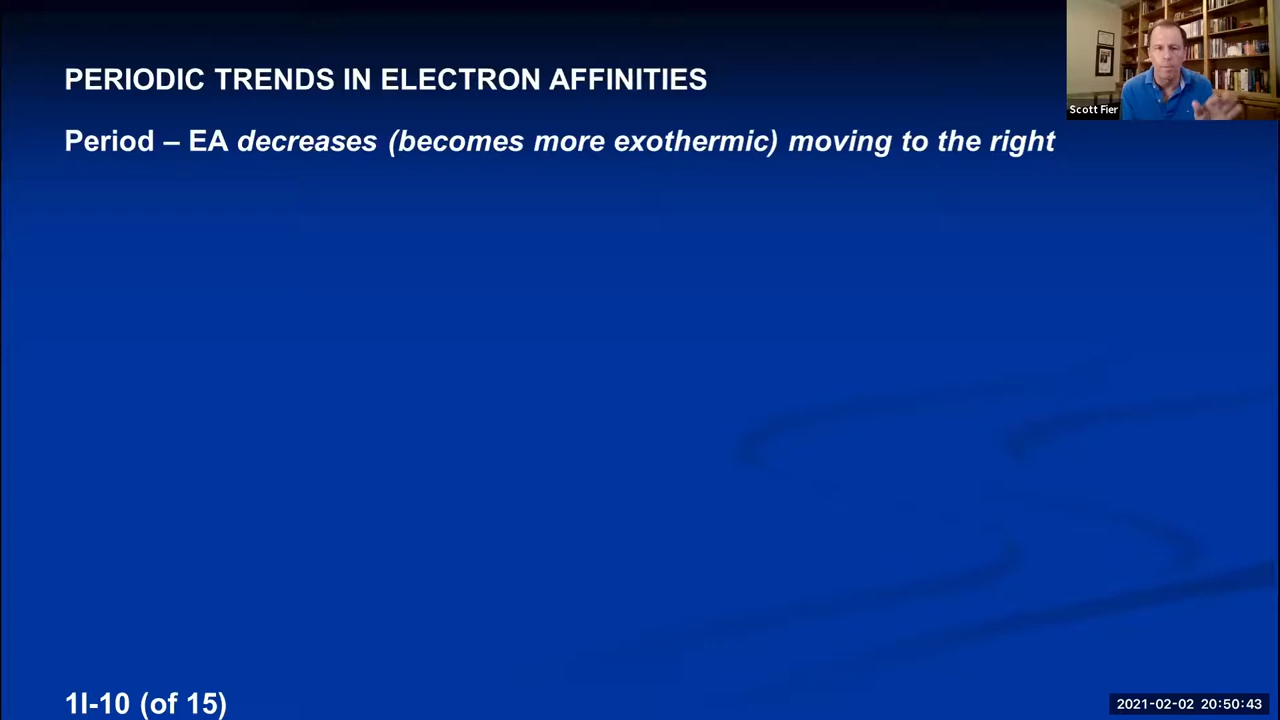 PERIODIC TRENDS IN ELECTRON AFFINITIES
Scott Fier
Period – EA decreases (becomes more exothermic) moving to the right
1I-10 (of 15)
2021-02-02 20:50:43